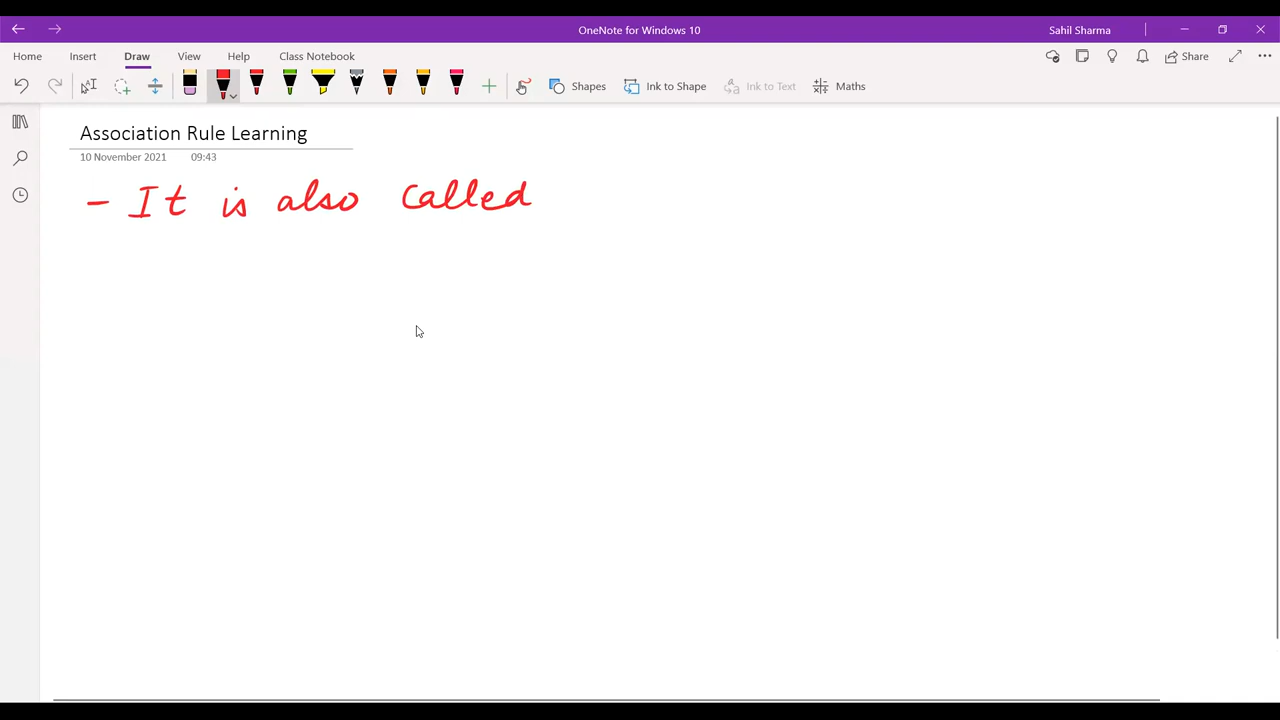 OneNote for Windows 10
Sahil Sharma
Home Insert Draw View Help Class Notebook
Share
Shapes Ink to Shape Ink to Text Maths
Association Rule Learning
10 November 2021 09:43
- It is also called